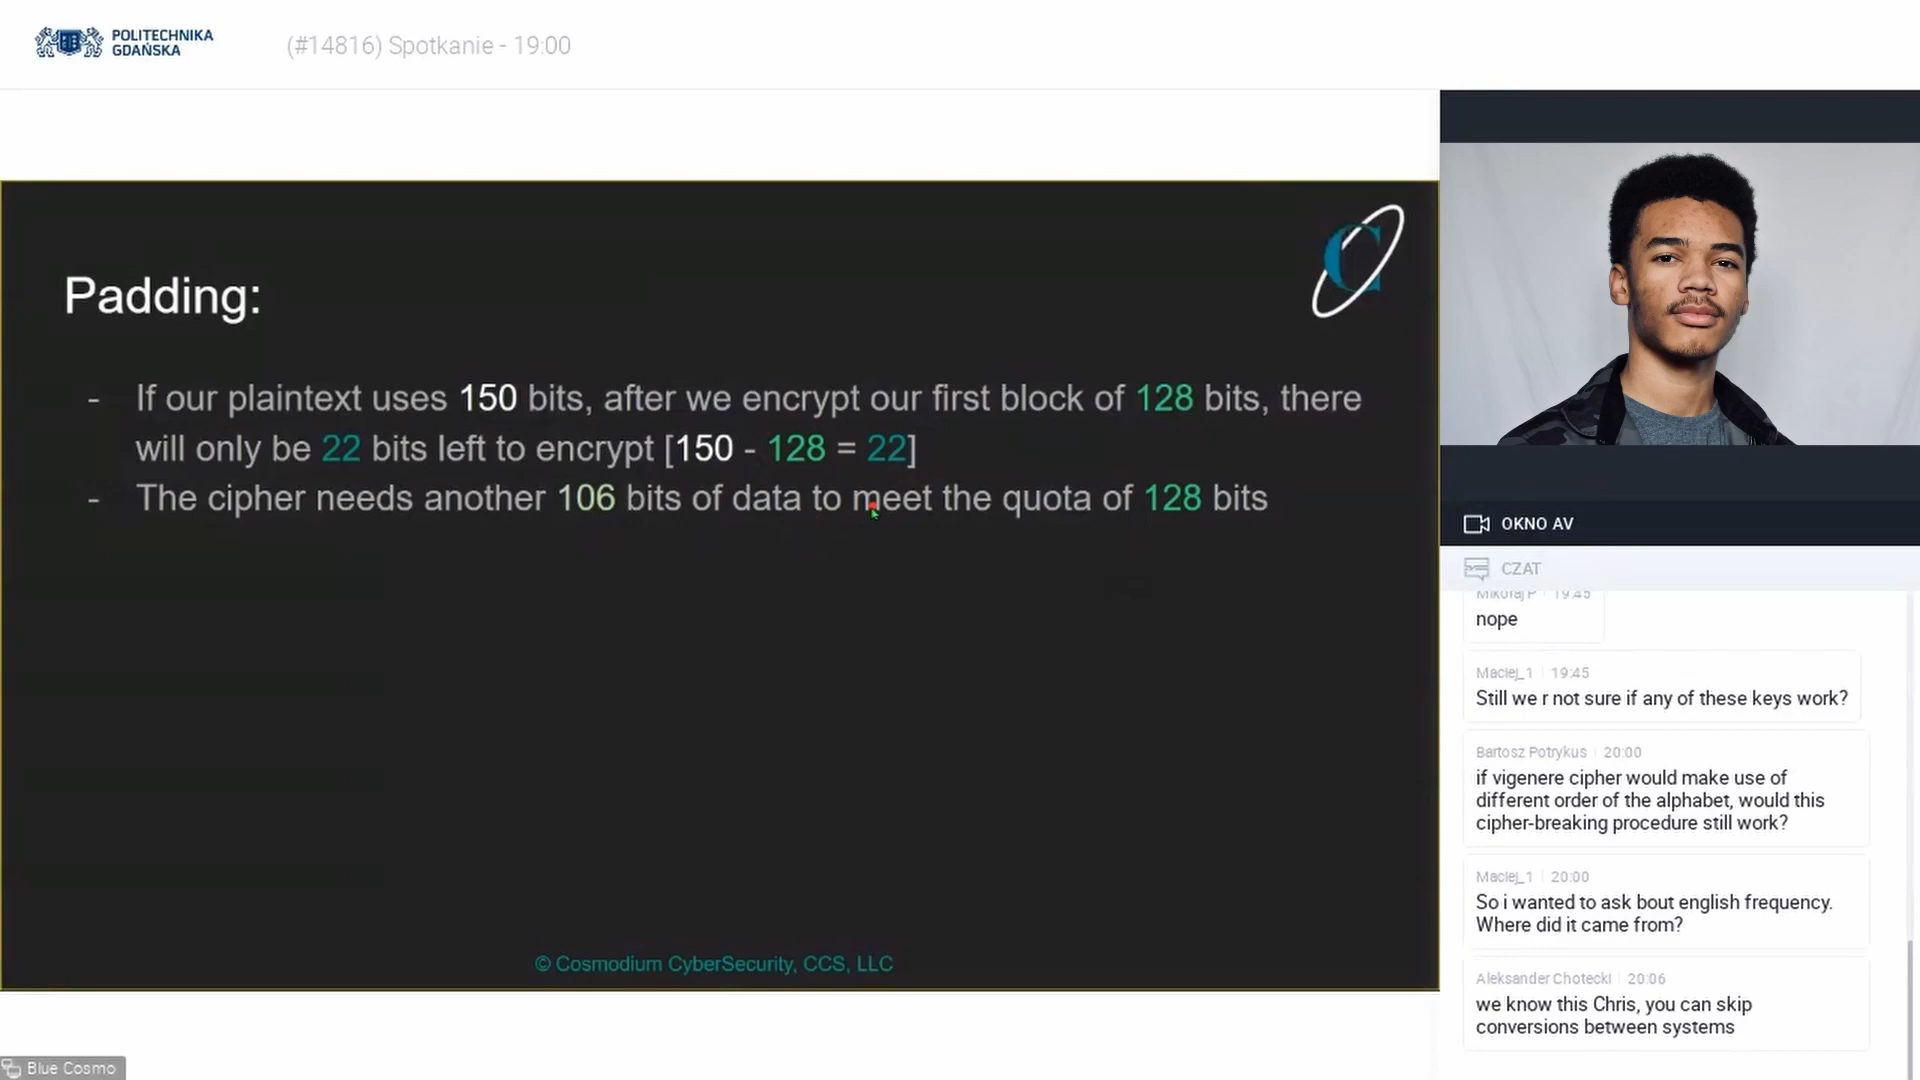 POLITECHNIKA
GDAŃSKA
(#14816) Spotkanie - 19:00
C
Padding:
- If our plaintext uses 150 bits, after we encrypt our first block of 128 bits, there
will only be 22 bits left to encrypt [150 - 128 = 22]
- The cipher needs another 106 bits of data to meet the quota of 128 bits
© Cosmodium CyberSecurity, CCS, LLC
Blue Cosmo
OKNO AV
CZAT
Mikołaj P 19:45
nope
Maciej_1 19:45
Still we r not sure if any of these keys work?
Bartosz Potrykus 20:00
if vigenere cipher would make use of
different order of the alphabet, would this
cipher-breaking procedure still work?
Maciej_1 20:00
So i wanted to ask bout english frequency.
Where did it came from?
Aleksander Chotecki 20:06
we know this Chris, you can skip
conversions between systems